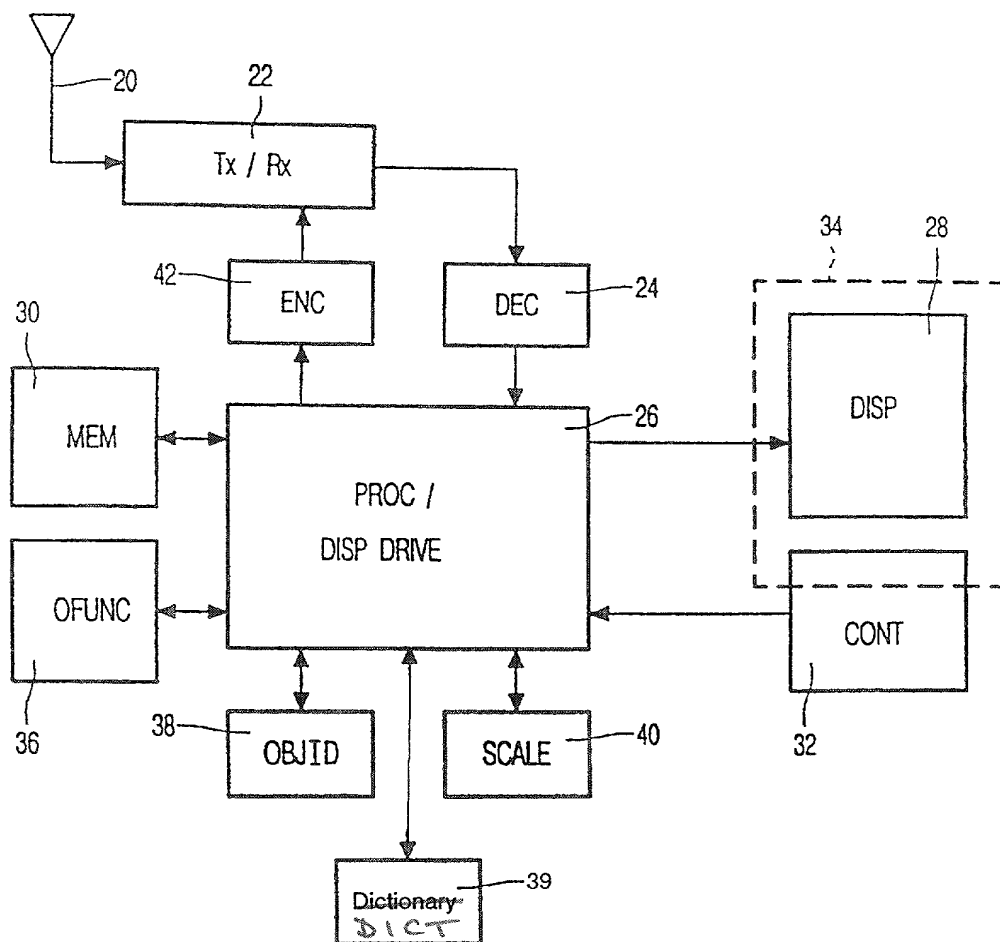 20
22
Tx / Rx
34
28
42
ENC
DEC
24
30
MEM
26
DISP
PROC /
DISP DRIVE
OFUNC
CONT
36
38
OBJID
SCALE
40
32
Dictionary
39
DICT